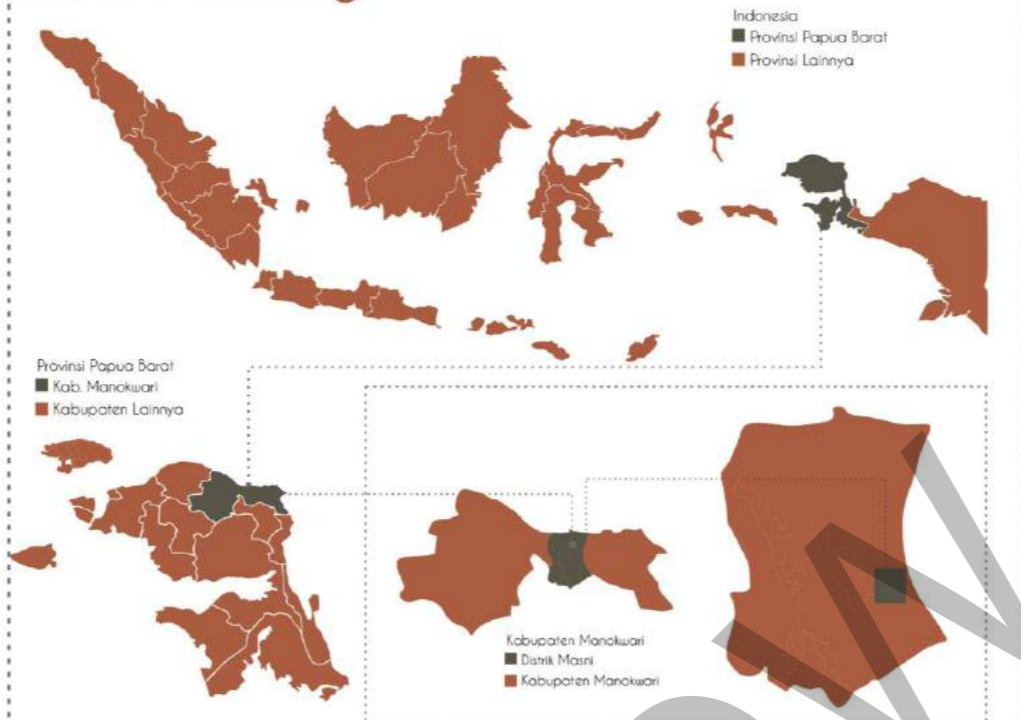 Indonesia
Provinsi Papua Barat
Provinsi Lainnya
Provinsi Papua Barat
Kab. Manokwari
Kabupaten Lainnya
Kabupaten Manokwari
Distrik Masni
Kabupaten Manokwari